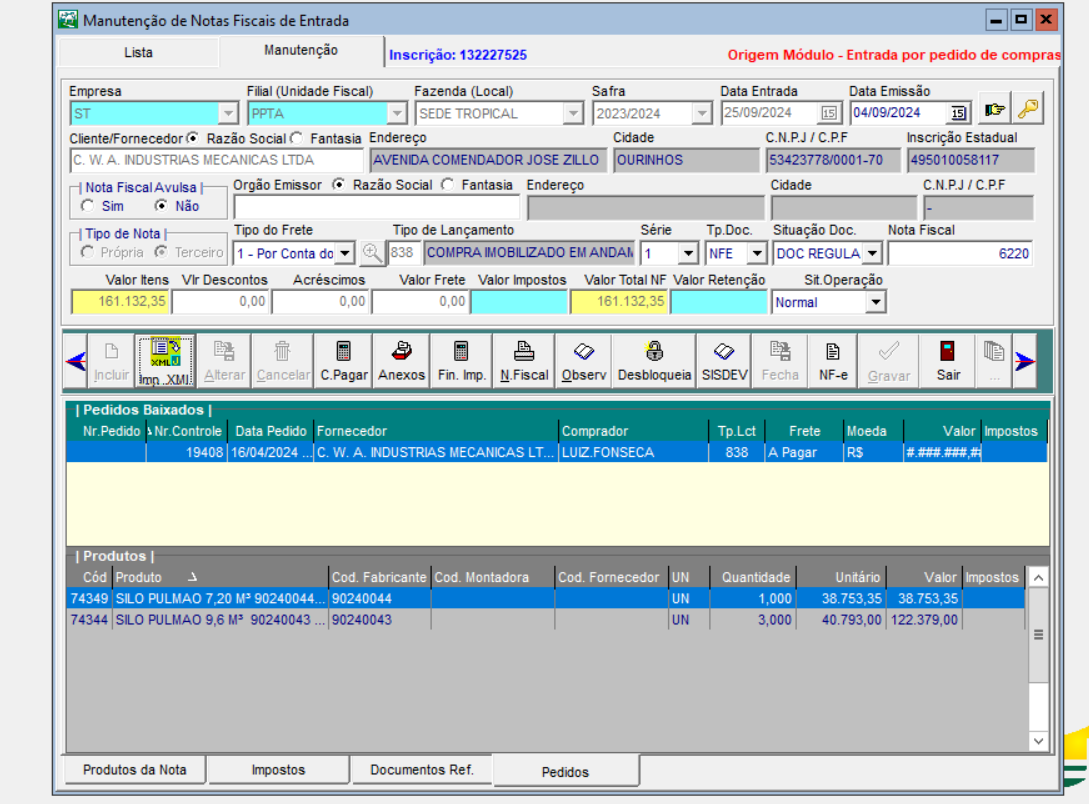 Manutenção de Notas Fiscais de Entrada
Lista Manutenção Inscrição: 132227525 Origem Módulo - Entrada por pedido de compras
Empresa Filial (Unidade Fiscal) Fazenda (Local) Safra Data Entrada Data Emissão
ST PPTA SEDE TROPICAL 2023/2024 25/09/2024 15 04/09/2024 15
Cliente/Fornecedor Razão Social Fantasia Endereço Cidade C.N.P.J / C.P.F Inscrição Estadual
C. W. A. INDUSTRIAS MECANICAS LTDA AVENIDA COMENDADOR JOSE ZILLO OURINHOS 53423778/0001-70 495010058117
| Nota Fiscal Avulsa | Orgão Emissor Razão Social Fantasia Endereço Cidade C.N.P.J / C.P.F
Sim Não -
| Tipo de Nota | Tipo do Frete Tipo de Lançamento Série Tp.Doc. Situação Doc. Nota Fiscal
Própria Terceiro 1 - Por Conta do 838 COMPRA IMOBILIZADO EM ANDAM 1 NFE DOC REGULA 6220
Valor Itens Vlr Descontos Acréscimos Valor Frete Valor Impostos Valor Total NF Valor Retenção Sit.Operação
161.132,35 0,00 0,00 0,00 161.132,35 Normal
XML
Incluir Imp..XML Alterar Cancelar C.Pagar Anexos Fin. Imp. N.Fiscal Observ Desbloqueia SISDEV Fecha NF-e Gravar Sair ...
| Pedidos Baixados |
Nr.Pedido Nr.Controle Data Pedido Fornecedor Comprador Tp.Lct Frete Moeda Valor Impostos
19408 16/04/2024 ... C. W. A. INDUSTRIAS MECANICAS LT... LUIZ.FONSECA 838 A Pagar R$ #.###.###,#
| Produtos |
Cód Produto Cod. Fabricante Cod. Montadora Cod. Fornecedor UN Quantidade Unitário Valor Impostos
74349 SILO PULMAO 7,20 M³ 90240044... 90240044 UN 1,000 38.753,35 38.753,35
74344 SILO PULMAO 9,6 M³ 90240043 ... 90240043 UN 3,000 40.793,00 122.379,00
Produtos da Nota Impostos Documentos Ref. Pedidos